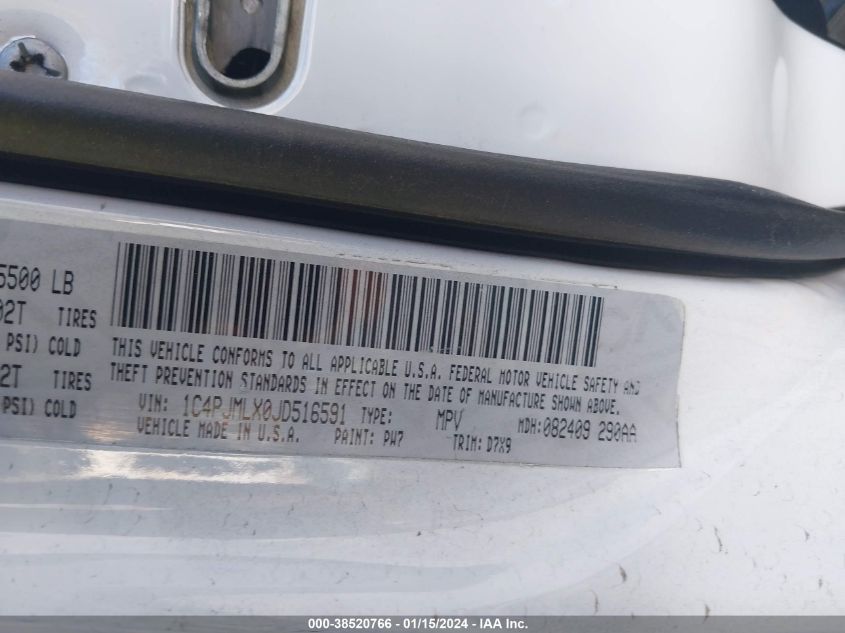 5500 LB
02T TIRES
PSI) COLD
2T TIRES
PSI) COLD
THIS VEHICLE CONFORMS TO ALL APPLICABLE U.S.A. FEDERAL MOTOR VEHICLE SAFETY AND
THEFT PREVENTION STANDARDS IN EFFECT ON THE DATE OF MANUFACTURE SHOWN ABOVE.
VIN: 1C4PJMLX0JD516591 TYPE: MPV MDH:082409 290AA
VEHICLE MADE IN U.S.A. PAINT: PW7 TRIM: D7X9
000-38520766 - 01/15/2024 - IAA Inc.